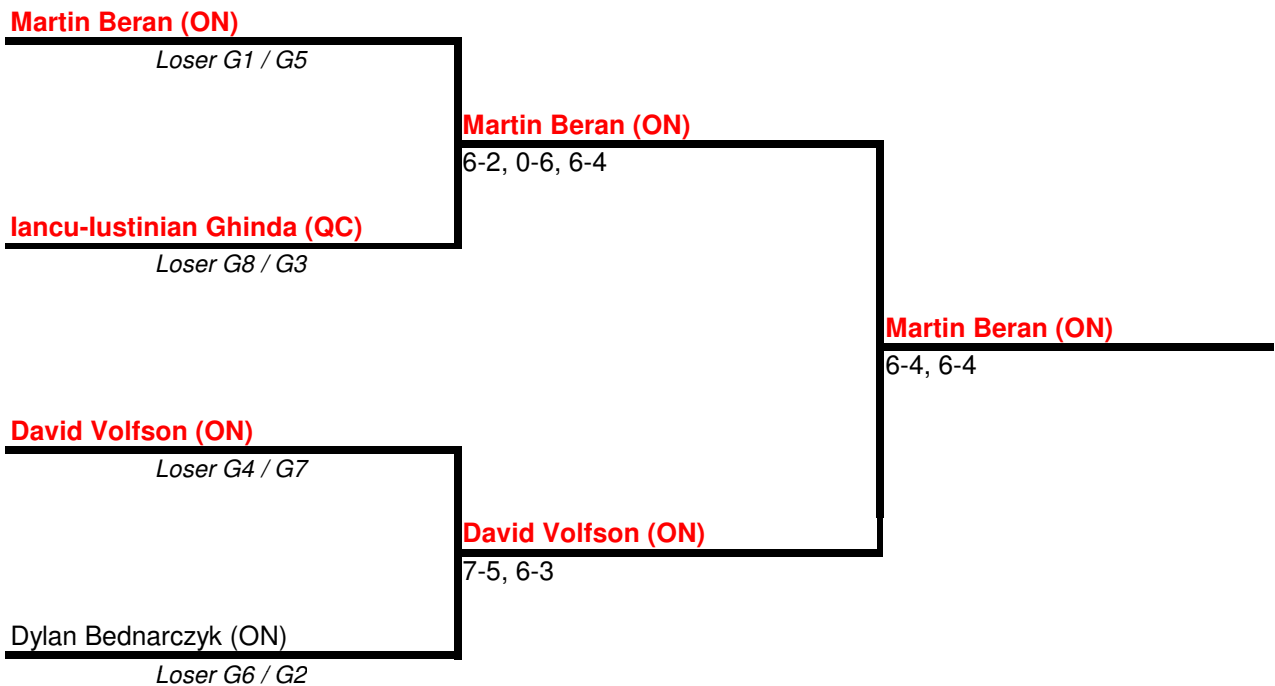 Martin Beran (ON)
Loser G1 / G5
Martin Beran (ON)
6-2, 0-6, 6-4
Iancu-Iustinian Ghinda (QC)
Loser G8 / G3
Martin Beran (ON)
6-4, 6-4
David Volfson (ON)
Loser G4 / G7
David Volfson (ON)
7-5, 6-3
Dylan Bednarczyk (ON)
Loser G6 / G2